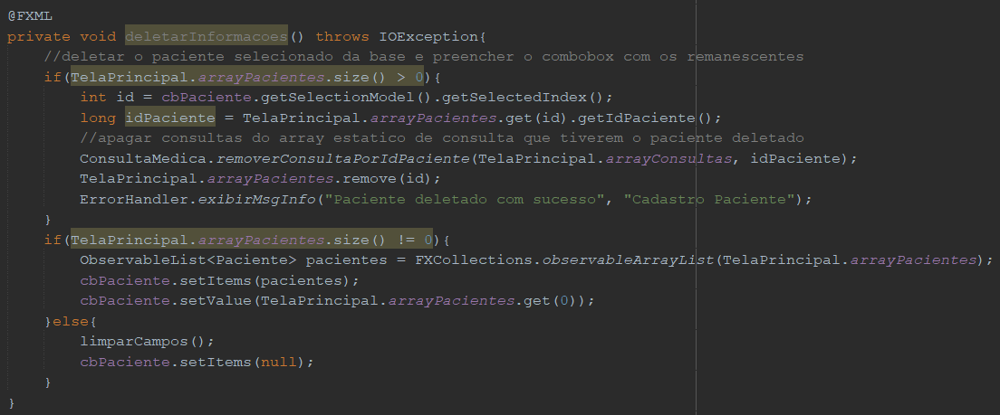 @FXML
private void deletarInformacoes() throws IOException{
    //deletar o paciente selecionado da base e preencher o combobox com os remanescentes
    if(TelaPrincipal.arrayPacientes.size() > 0){
        int id = cbPaciente.getSelectionModel().getSelectedIndex();
        long idPaciente = TelaPrincipal.arrayPacientes.get(id).getIdPaciente();
        //apagar consultas do array estatico de consulta que tiverem o paciente deletado
        ConsultaMedica.removerConsultaPorIdPaciente(TelaPrincipal.arrayConsultas, idPaciente);
        TelaPrincipal.arrayPacientes.remove(id);
        ErrorHandler.exibirMsgInfo("Paciente deletado com sucesso", "Cadastro Paciente");
    }
    if(TelaPrincipal.arrayPacientes.size() != 0){
        ObservableList<Paciente> pacientes = FXCollections.observableArrayList(TelaPrincipal.arrayPacientes);
        cbPaciente.setItems(pacientes);
        cbPaciente.setValue(TelaPrincipal.arrayPacientes.get(0));
    }else{
        limparCampos();
        cbPaciente.setItems(null);
    }
}